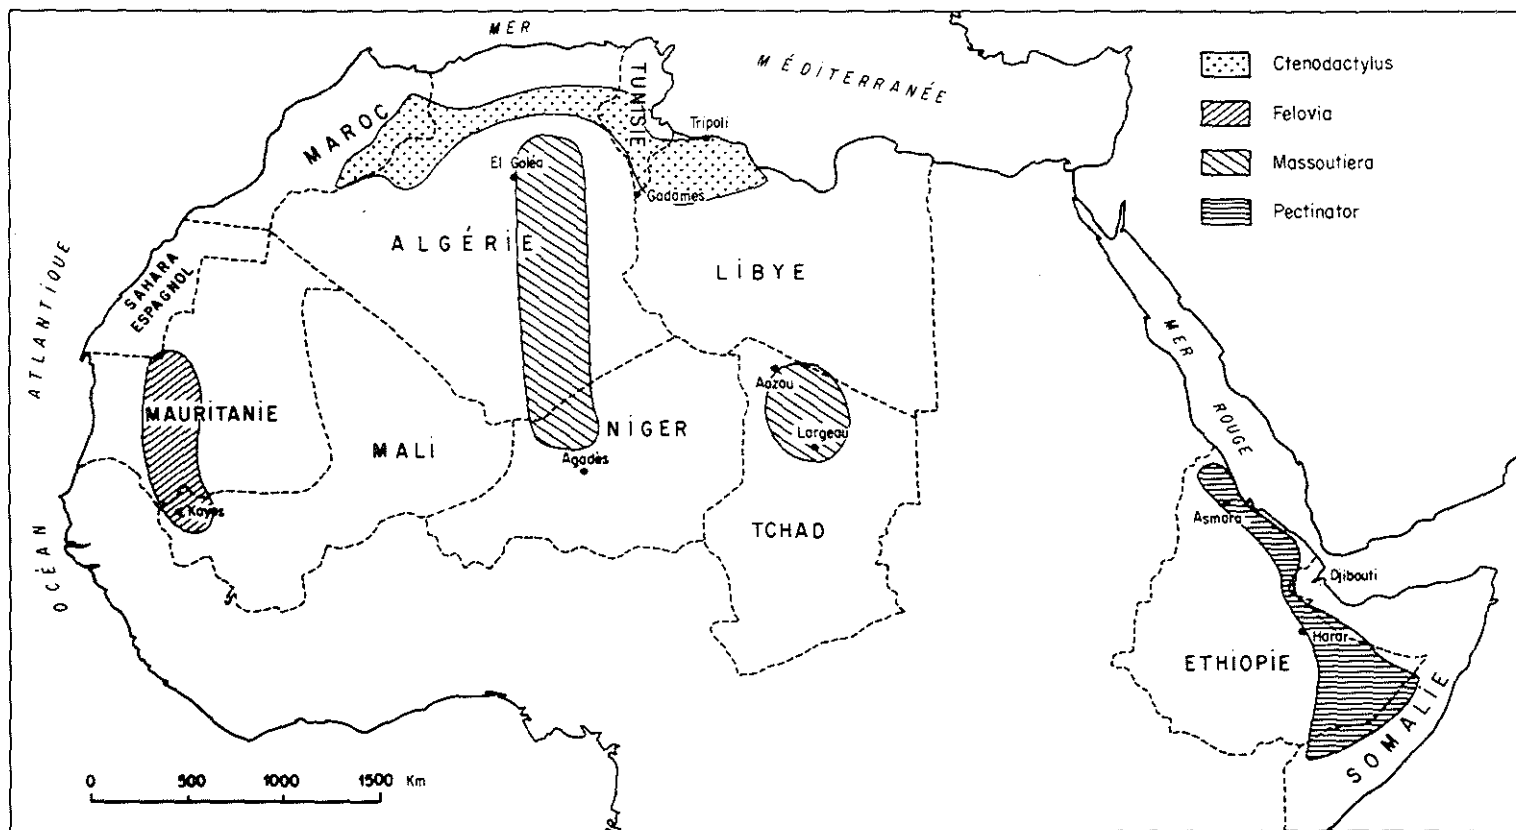 MER
MÉDITERRANÉE
Ctenodactylus
Felovia
Massoutiera
Pectinator
TUNISIE
MAROC
Tripoli
El Goléa
Gadames
ALGÉRIE
LIBYE
SAHARA
ESPAGNOL
ATLANTIQUE
OCÉAN
MER
ROUGE
MAURITANIE
MALI
NIGER
Agadès
Aozou
Largeau
Kayes
TCHAD
Asmara
Djibouti
Harar
ETHIOPIE
SOMALIE
0 500 1000 1500 Km